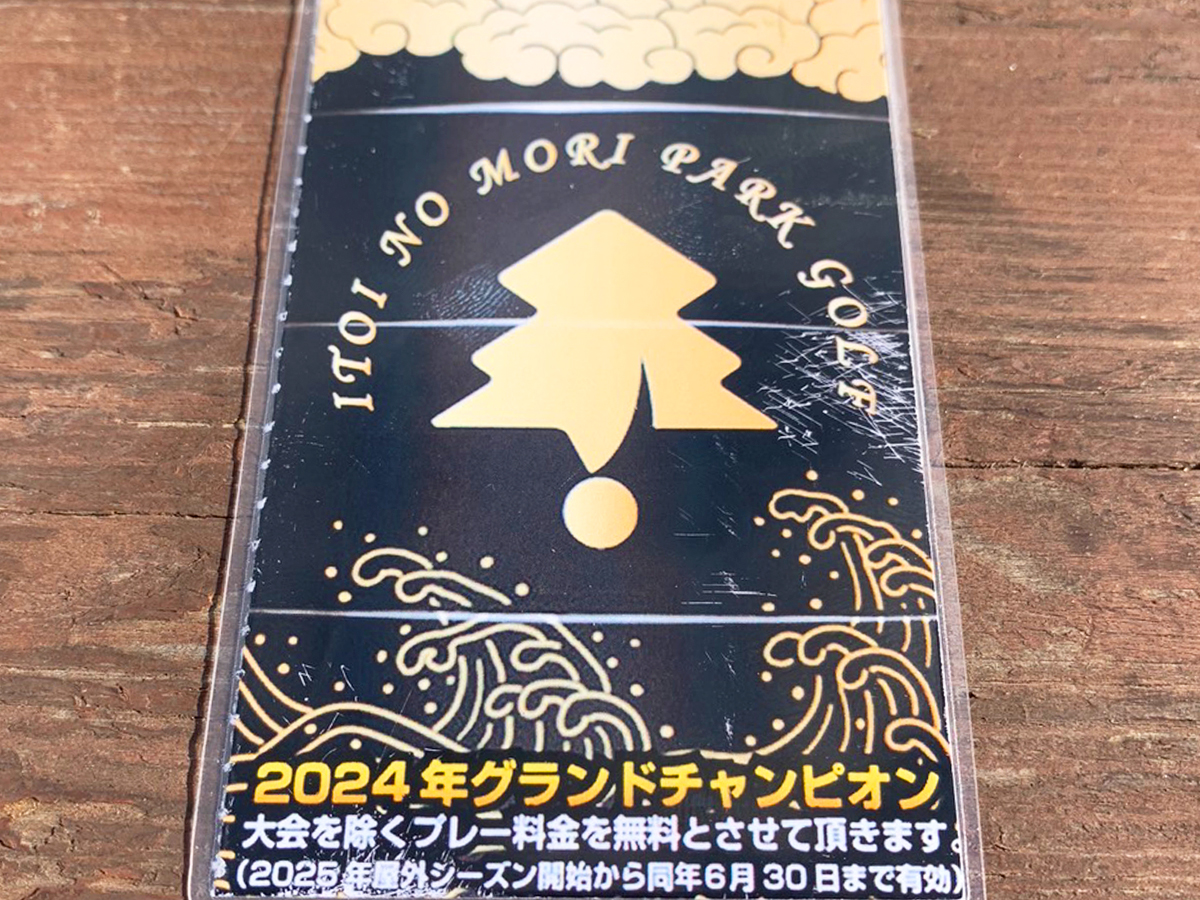 ITOI NO MORI PARK GOLF
2024年グランドチャンピオン
大会を除くプレー料金を無料とさせて頂きます。
(2025年屋外シーズン開始から同年6月30日まで有効)